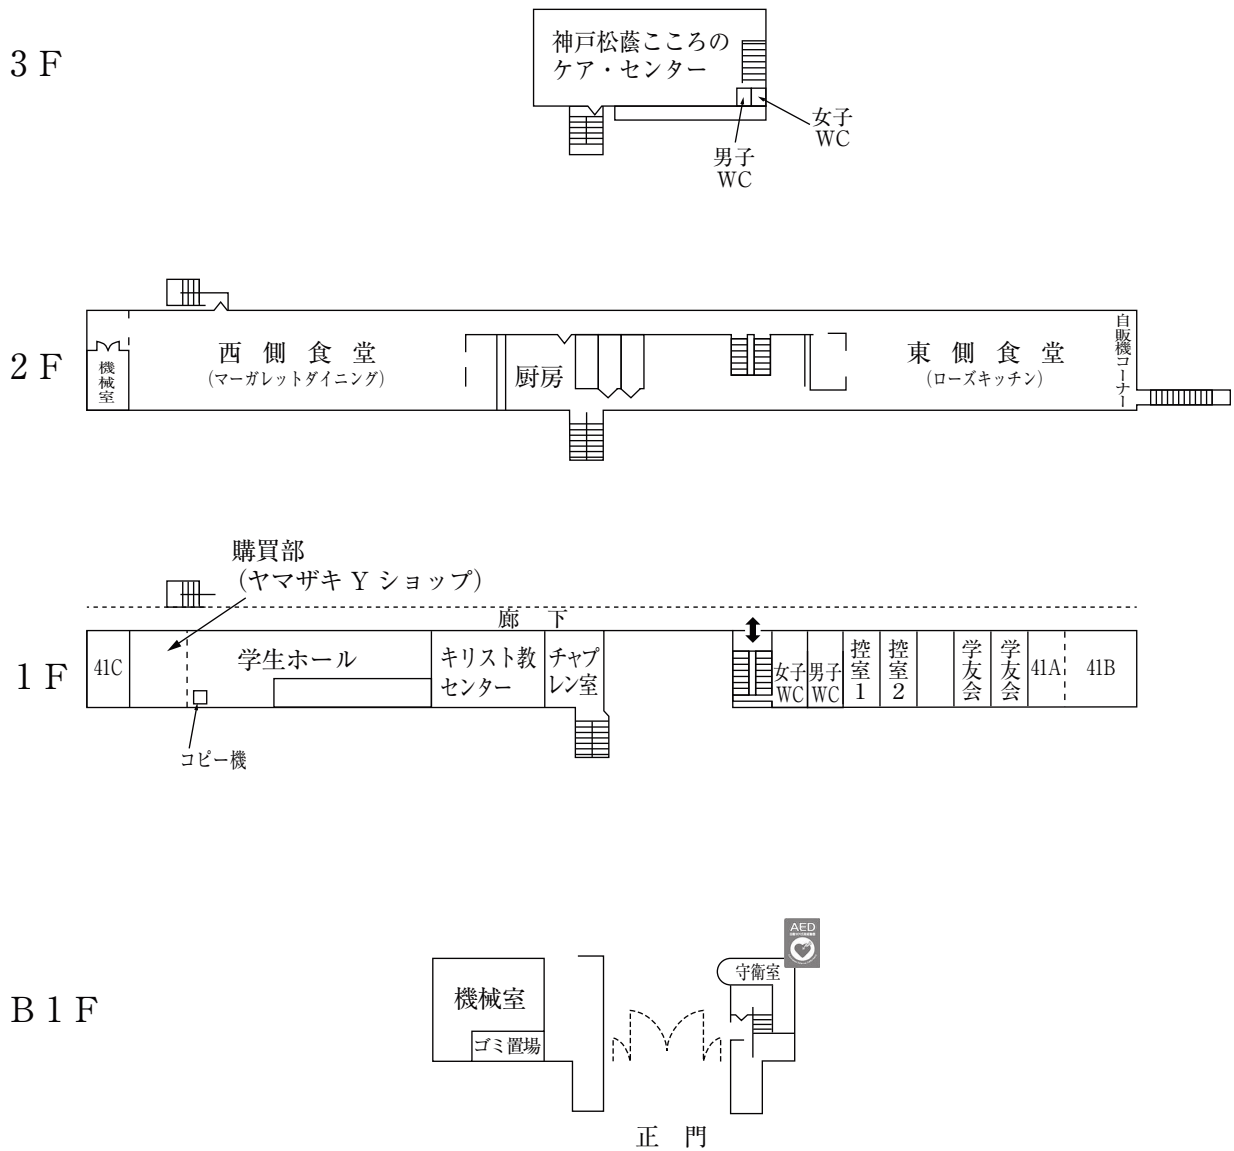 3F
神戸松蔭こころの
ケア・センター
女子
WC
男子
WC
2F
機械室
西側食堂
(マーガレットダイニング)
厨房
東側食堂
(ローズキッチン)
自販機コーナー
購買部
(ヤマザキ Y ショップ)
廊下
1F
41C
学生ホール
コピー機
キリスト教
センター
チャプ
レン室
女子
WC
男子
WC
控室1
控室2
学友会
学友会
41A
41B
B1F
機械室
ゴミ置場
AED
守衛室
正門